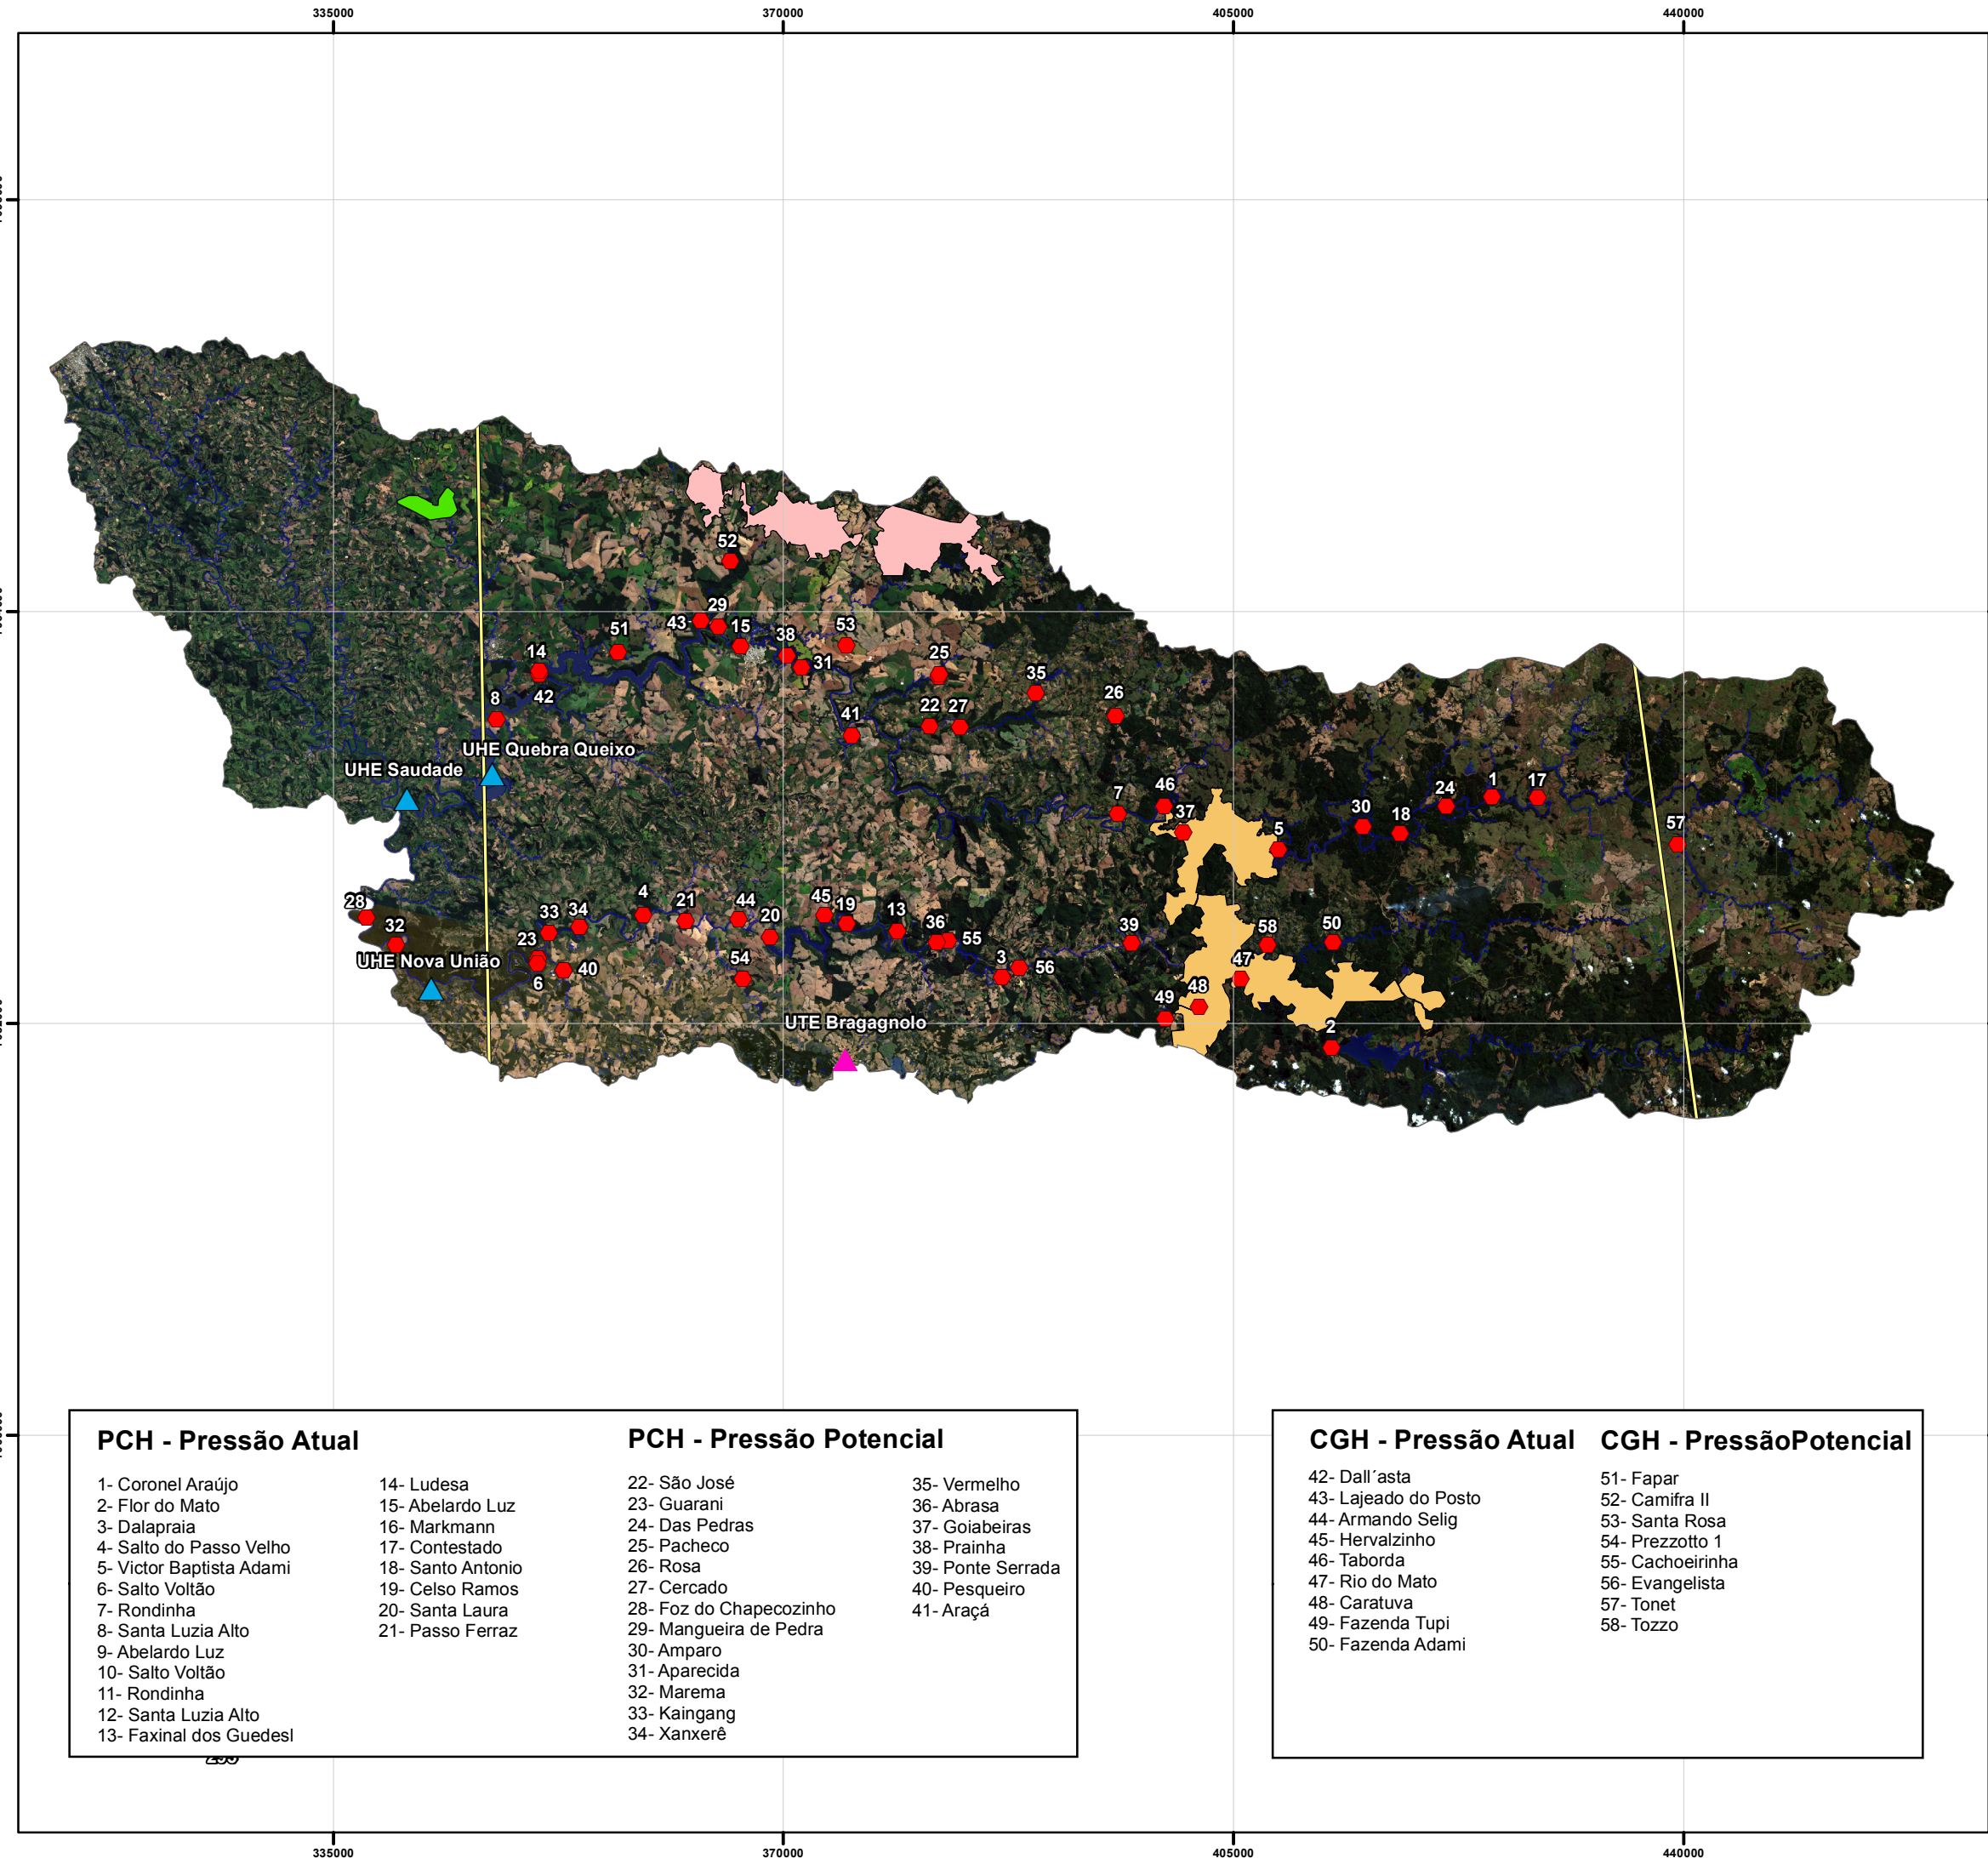 335000 370000 405000 440000
52
29
43
51
15
38
53
31
14
42
25
35
8
22
27
26
41
UHE Quebra Queixo
UHE Saudade
7
46
37
5
30
18
24
1
17
57
28
32
33
34
4
21
44
20
45
19
13
36
55
39
58
50
23
6
40
54
3
56
47
48
49
2
UHE Nova União
UTE Bragagnolo
PCH - Pressão Atual
1- Coronel Araújo
2- Flor do Mato
3- Dalapraia
4- Salto do Passo Velho
5- Victor Baptista Adami
6- Salto Voltão
7- Rondinha
8- Santa Luzia Alto
9- Abelardo Luz
10- Salto Voltão
11- Rondinha
12- Santa Luzia Alto
13- Faxinal dos GuedesI
14- Ludesa
15- Abelardo Luz
16- Markmann
17- Contestado
18- Santo Antonio
19- Celso Ramos
20- Santa Laura
21- Passo Ferraz
PCH - Pressão Potencial
22- São José
23- Guarani
24- Das Pedras
25- Pacheco
26- Rosa
27- Cercado
28- Foz do Chapecozinho
29- Mangueira de Pedra
30- Amparo
31- Aparecida
32- Marema
33- Kaingang
34- Xanxerê
35- Vermelho
36- Abrasa
37- Goiabeiras
38- Prainha
39- Ponte Serrada
40- Pesqueiro
41- Araçá
CGH - Pressão Atual
42- Dall´asta
43- Lajeado do Posto
44- Armando Selig
45- Hervalzinho
46- Taborda
47- Rio do Mato
48- Caratuva
49- Fazenda Tupi
50- Fazenda Adami
CGH - PressãoPotencial
51- Fapar
52- Camifra II
53- Santa Rosa
54- Prezzotto 1
55- Cachoeirinha
56- Evangelista
57- Tonet
58- Tozzo
335000 370000 405000 440000